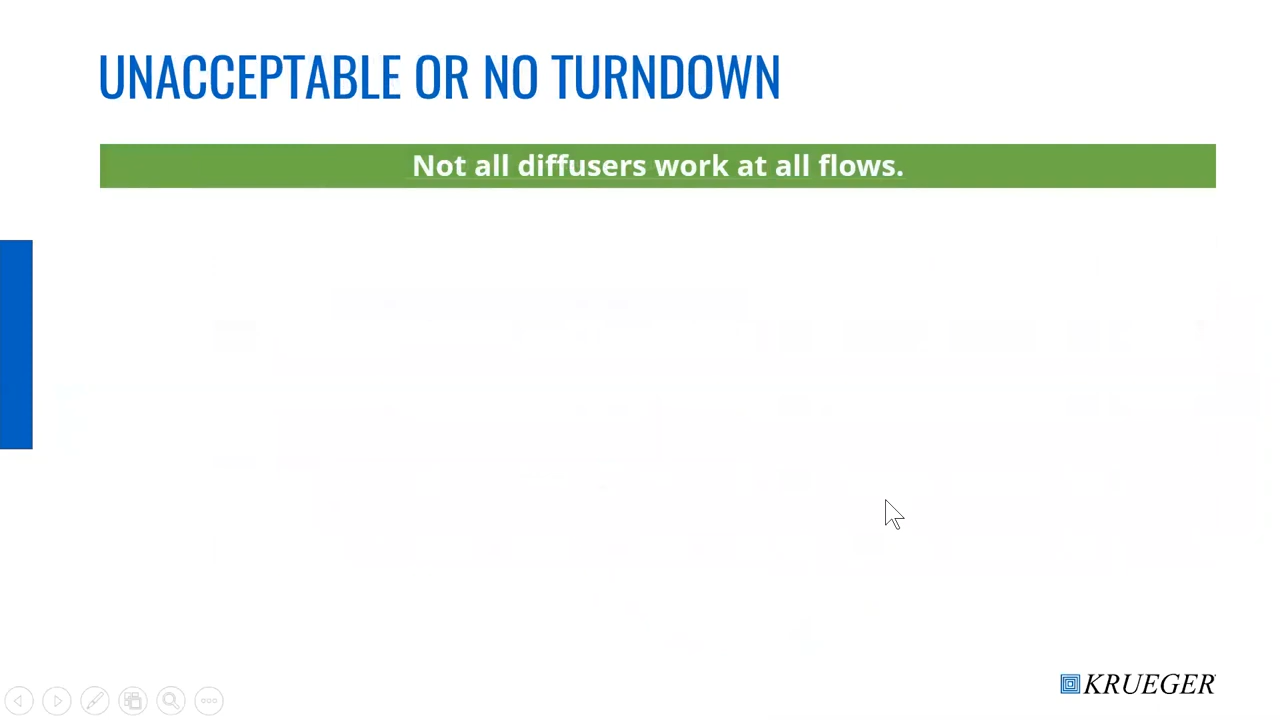 UNACCEPTABLE OR NO TURNDOWN
Not all diffusers work at all flows.
KRUEGER